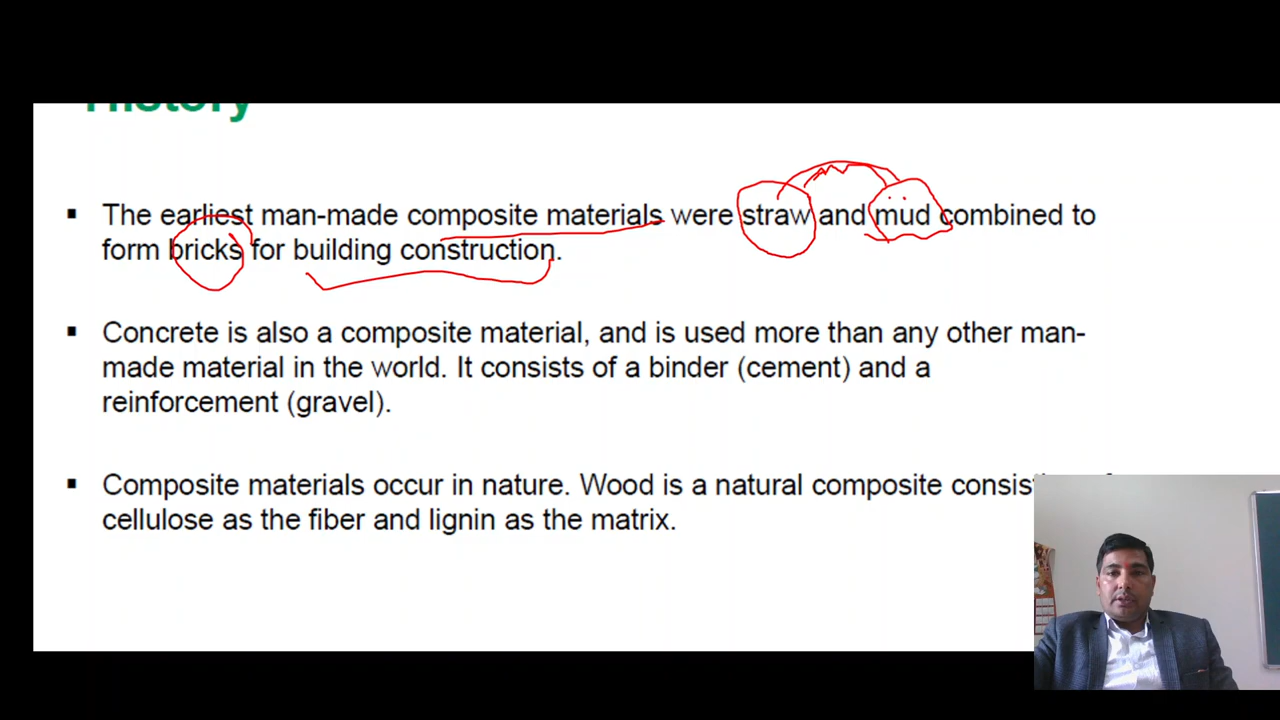 History
▪ The earliest man-made composite materials were straw and mud combined to
form bricks for building construction.
▪ Concrete is also a composite material, and is used more than any other man-
made material in the world. It consists of a binder (cement) and a
reinforcement (gravel).
▪ Composite materials occur in nature. Wood is a natural composite
cellulose as the fiber and lignin as the matrix.